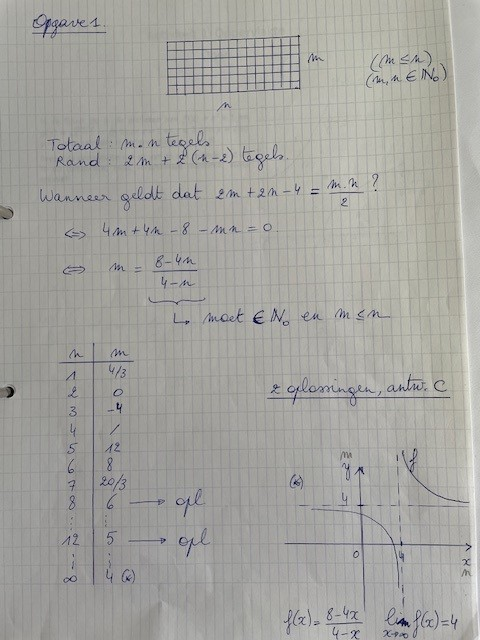 Opgave 1.
m
(m ≤ n)
(m, n ∈ ℕ₀)
n
Totaal : m.n tegels
Rand : 2m + 2(n-2) tegels.
Wanneer geldt dat 2m + 2n - 4 = m.n/2 ?
⇔ 4m + 4n - 8 - mn = 0
⇔ m = 8-4n/4-n
↳ moet ∈ ℕ₀ en m ≤ n
n m
1 4/3
2 0
3 -4
4 /
5 12
6 8
7 20/3
8 6 → opl
⋮ ⋮
12 5 → opl
⋮ ⋮
∞ 4 (*)
2 oplossingen, antw. C
(*)
m
y
f
4
0
4
x
n
f(x) = 8-4x/4-x lim x→∞ f(x) = 4